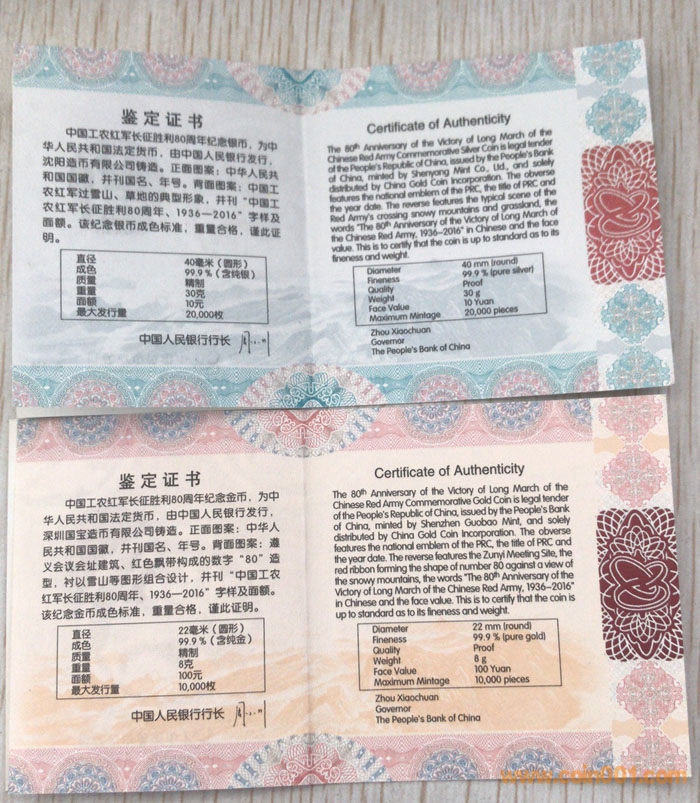 鉴定证书
中国工农红军长征胜利80周年纪念银币，为中
华人民共和国法定货币，由中国人民银行发行，
沈阳造币有限公司铸造。正面图案：中华人民共
和国国徽，并刊国名、年号。背面图案：中国工
农红军过雪山、草地的典型形象，并刊“中国工
农红军长征胜利80周年、1936—2016”字样及
面额。该纪念银币成色标准，重量合格，谨此证
明。
直径 40毫米（圆形）
成色 99.9％（含纯银）
质量 精制
重量 30克
面额 10元
最大发行量 20,000枚
中国人民银行行长
Certificate of Authenticity
The 80th Anniversary of the Victory of Long March of the
Chinese Red Army Commemorative Silver Coin is legal tender
of the People's Republic of China, issued by the People's Bank
of China, minted by Shenyang Mint Co., Ltd., and solely
distributed by China Gold Coin Incorporation. The obverse
features the national emblem of the PRC, the title of PRC and
the year date. The reverse features the typical scene of the
Red Army's crossing snowy mountains and grassland, the
words "The 80th Anniversary of the Victory of Long March of
the Chinese Red Army, 1936–2016" in Chinese and the face
value. This is to certify that the coin is up to standard as to its
fineness and weight.
Diameter 40 mm (round)
Fineness 99.9 % (pure silver)
Quality Proof
Weight 30 g
Face Value 10 Yuan
Maximum Mintage 20,000 pieces
Zhou Xiaochuan
Governor
The People's Bank of China
鉴定证书
中国工农红军长征胜利80周年纪念金币，为中
华人民共和国法定货币，由中国人民银行发行，
深圳国宝造币有限公司铸造。正面图案：中华人
民共和国国徽，并刊国名、年号。背面图案：遵
义会议会址建筑、红色飘带构成的数字“80”造
型，衬以雪山等图形组合设计，并刊“中国工农
红军长征胜利80周年、1936—2016”字样及面额。
该纪念金币成色标准，重量合格，谨此证明。
直径 22毫米（圆形）
成色 99.9％（含纯金）
质量 精制
重量 8克
面额 100元
最大发行量 10,000枚
中国人民银行行长
Certificate of Authenticity
The 80th Anniversary of the Victory of Long March of the
Chinese Red Army Commemorative Gold Coin is legal tender
of the People's Republic of China, issued by the People's Bank
of China, minted by Shenzhen Guobao Mint, and solely
distributed by China Gold Coin Incorporation. The obverse
features the national emblem of the PRC, the title of PRC and
the year date. The reverse features the Zunyi Meeting Site, the
red ribbon forming the shape of number 80 against a view of
the snowy mountains, the words "The 80th Anniversary of the
Victory of Long March of the Chinese Red Army, 1936–2016"
in Chinese and the face value. This is to certify that the coin is
up to standard as to its fineness and weight.
Diameter 22 mm (round)
Fineness 99.9 % (pure gold)
Quality Proof
Weight 8 g
Face Value 100 Yuan
Maximum Mintage 10,000 pieces
Zhou Xiaochuan
Governor
The People's Bank of China
www.coin001.com